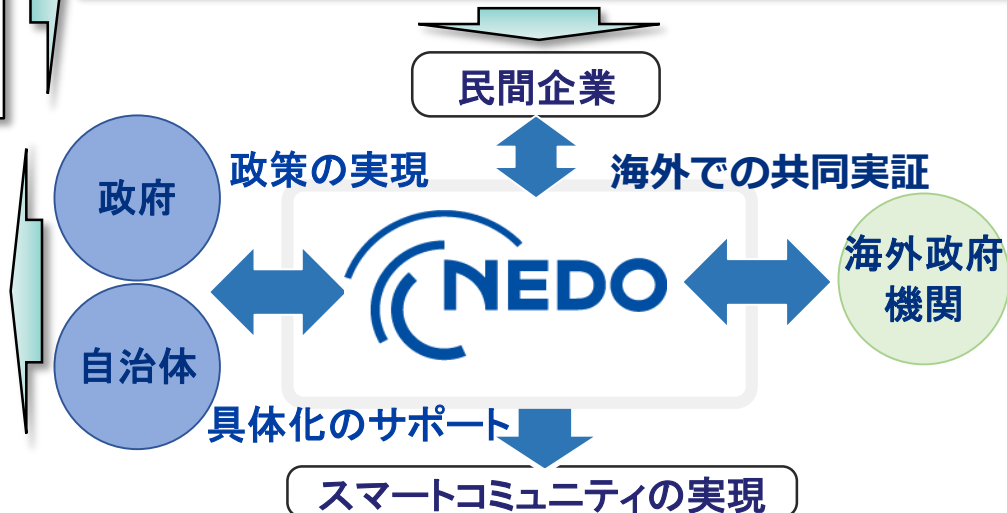 民間企業
政策の実現
海外での共同実証
政府
NEDO
海外政府
機関
自治体
具体化のサポート
スマートコミュニティの実現